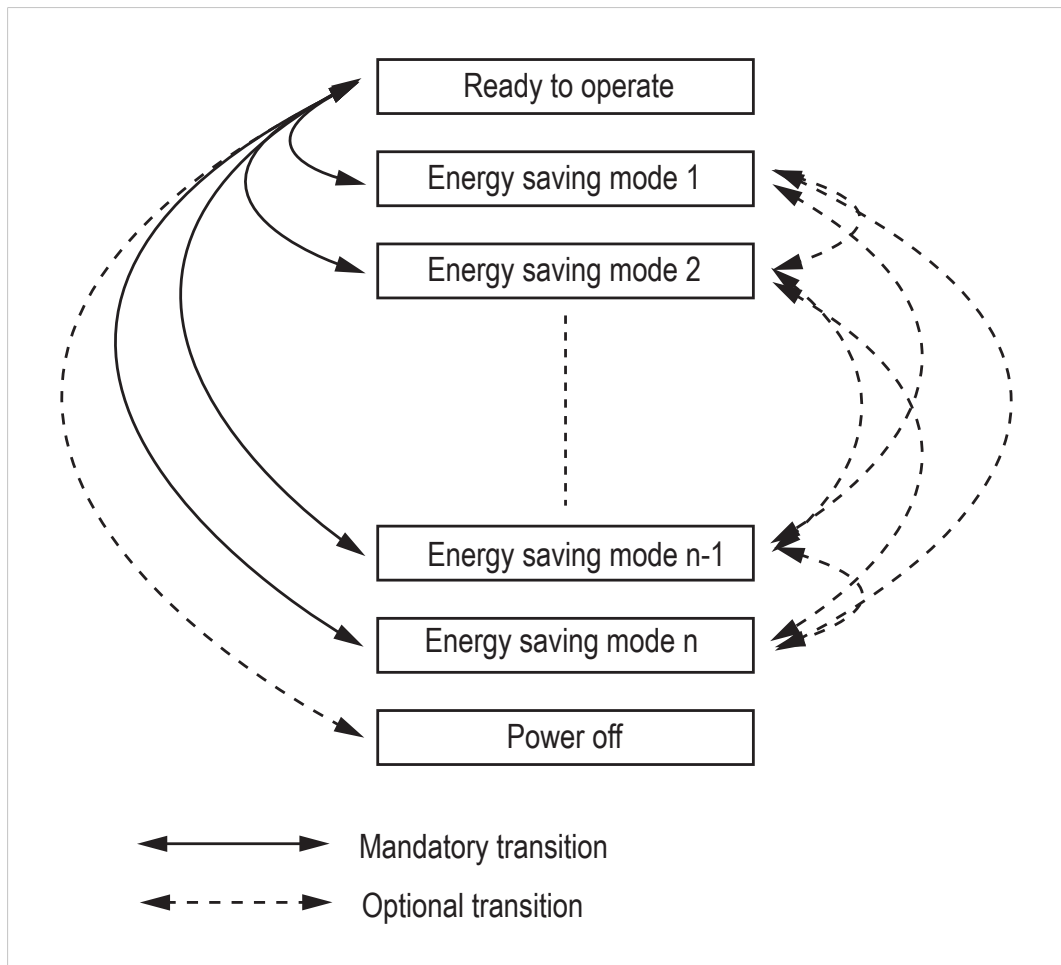 Ready to operate
Energy saving mode 1
Energy saving mode 2
Energy saving mode n-1
Energy saving mode n
Power off
Mandatory transition
Optional transition